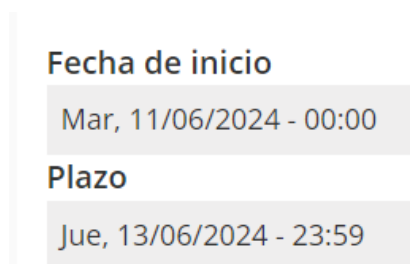 Fecha de inicio
Mar, 11/06/2024 - 00:00
Plazo
Jue, 13/06/2024 - 23:59